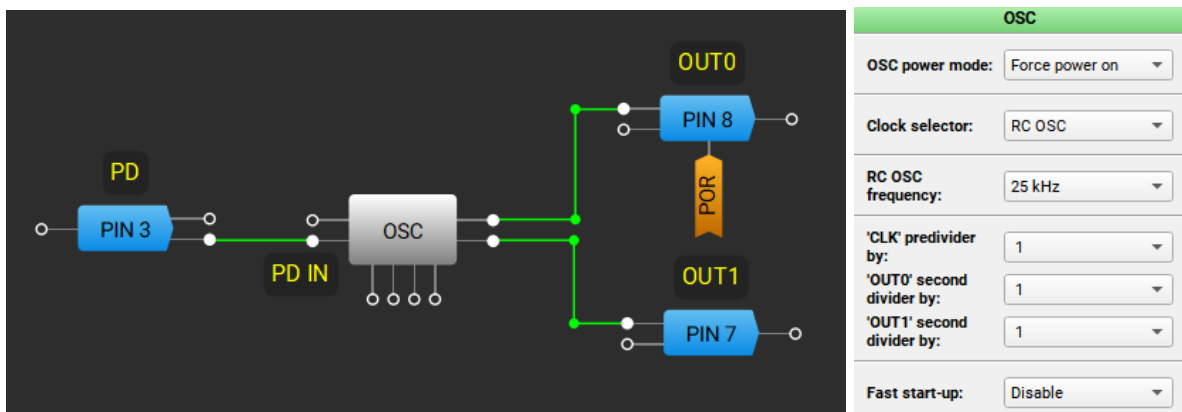 OUT0
PIN 8
PD
POR
PIN 3
OSC
PD IN
OUT1
PIN 7
OSC
OSC power mode: Force power on
Clock selector: RC OSC
RC OSC
frequency: 25 kHz
'CLK' predivider
by: 1
'OUT0' second
divider by: 1
'OUT1' second
divider by: 1
Fast start-up: Disable